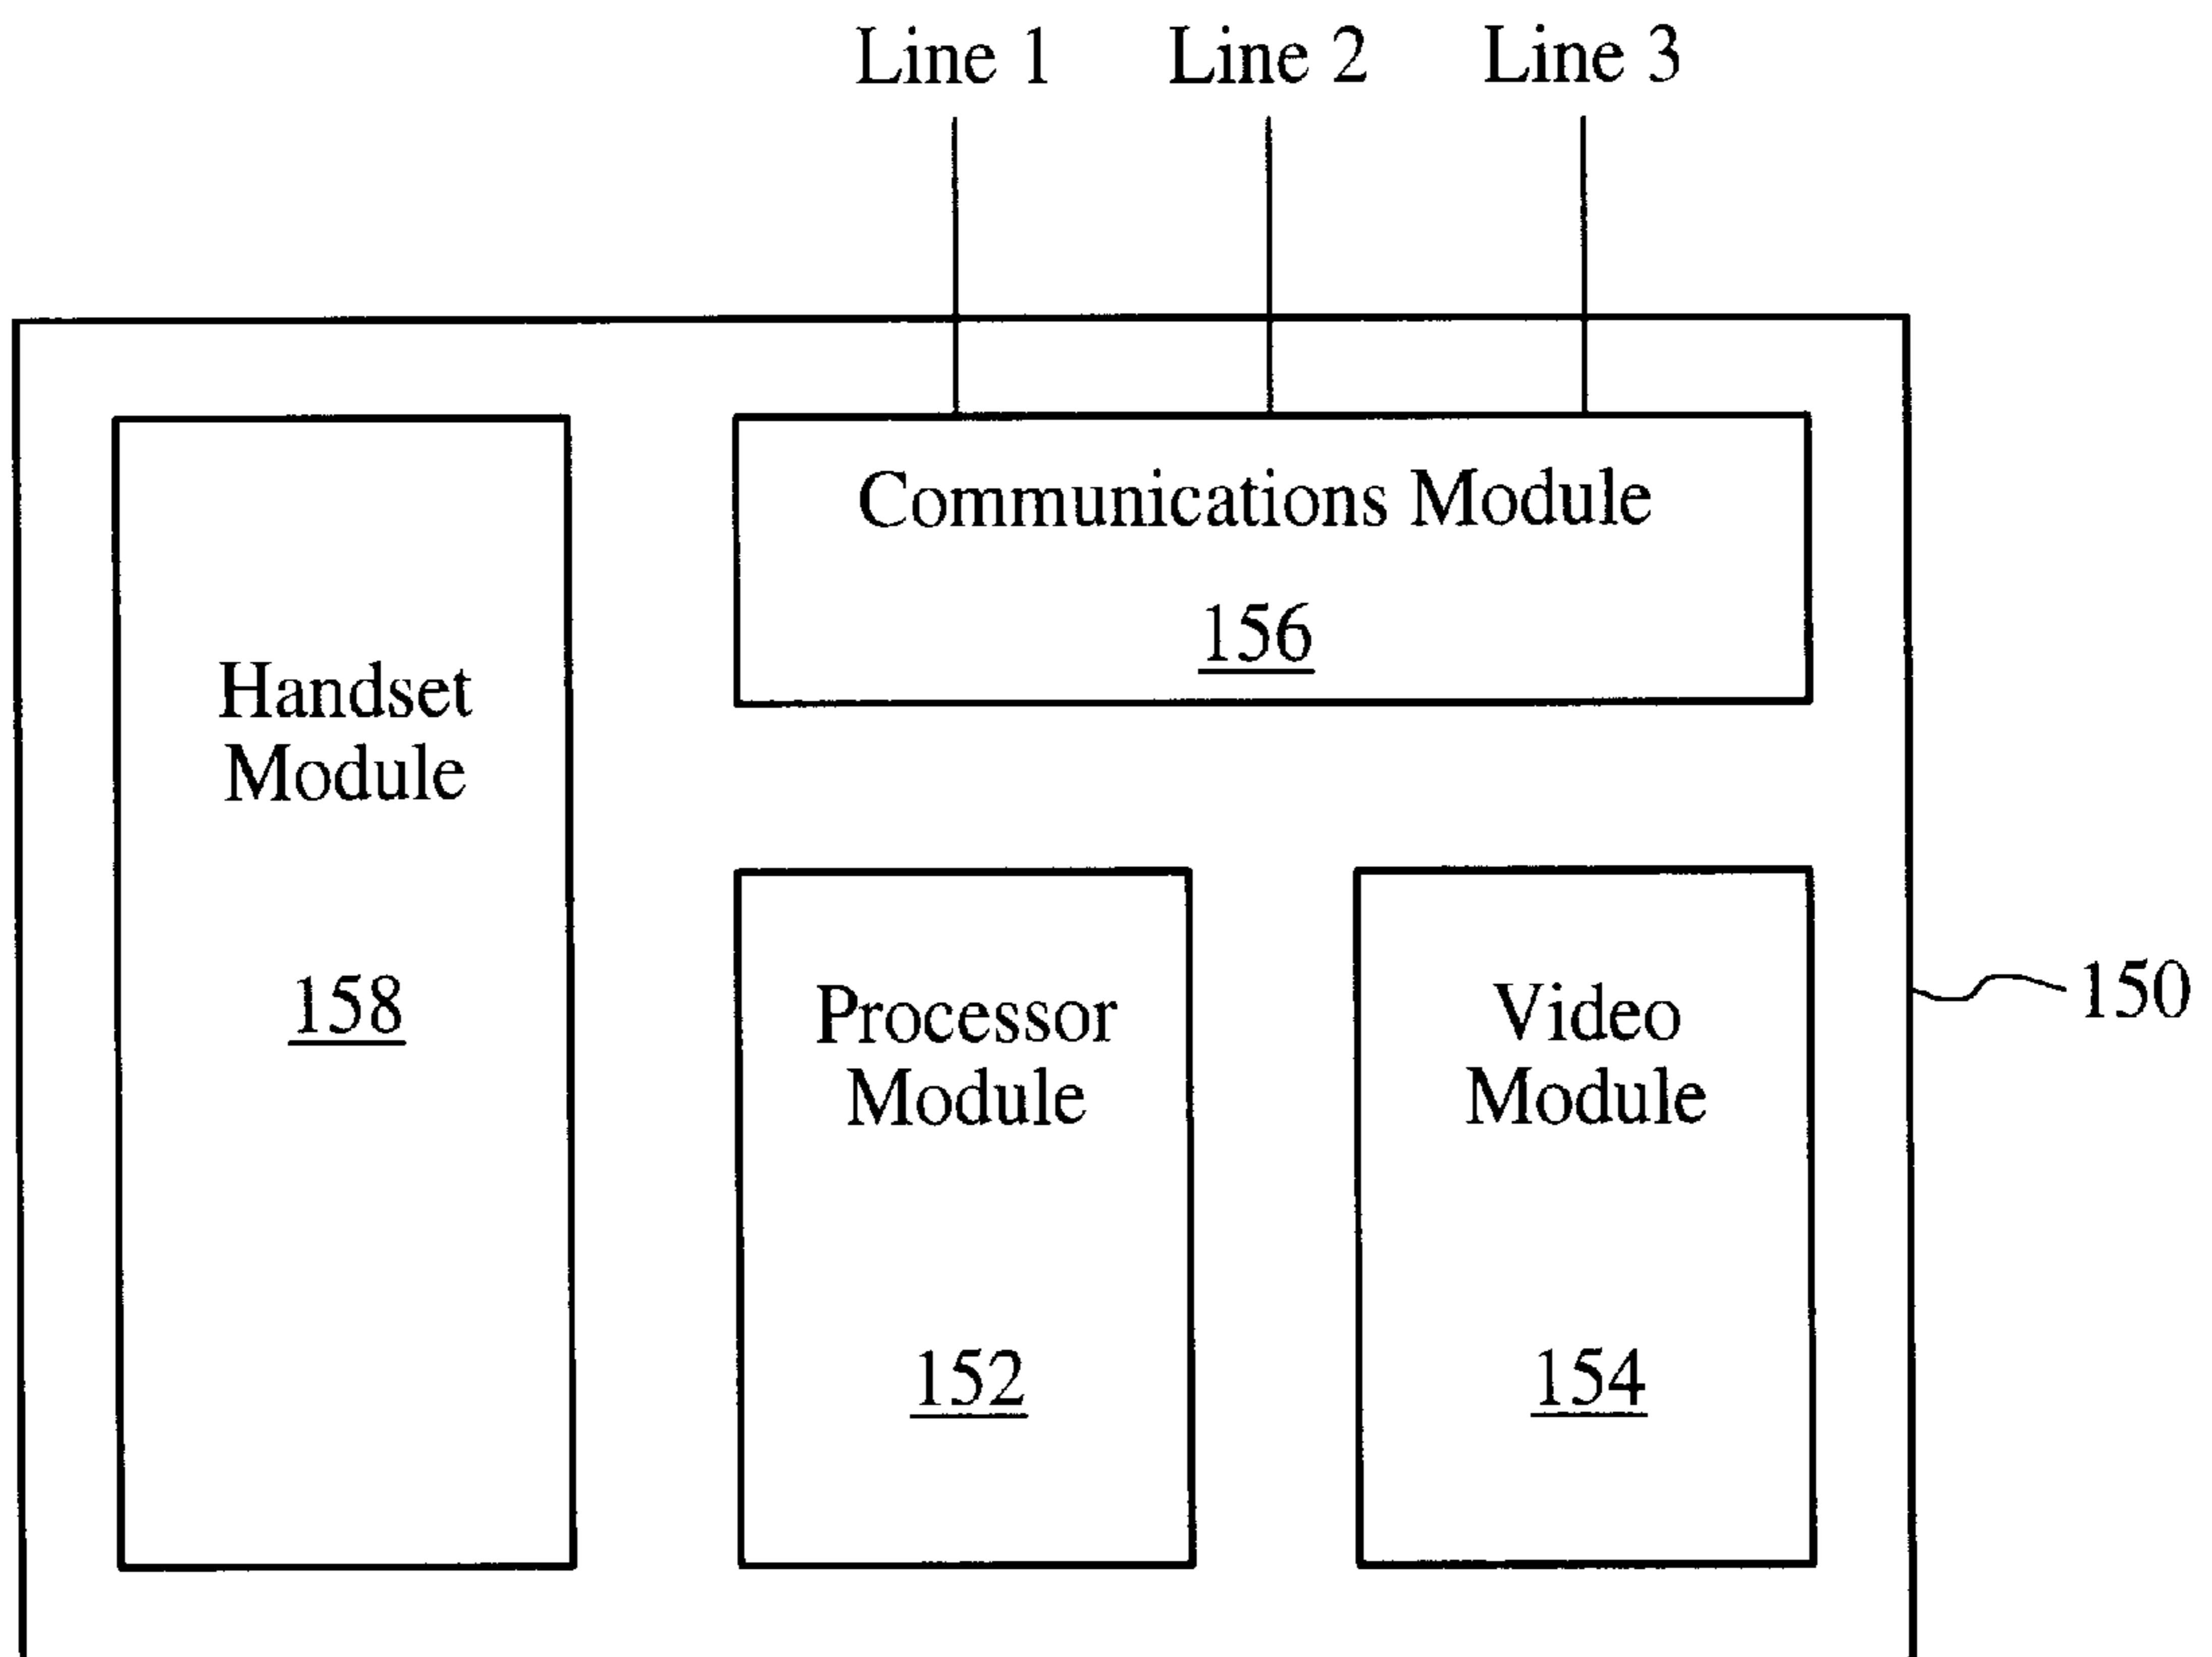 Line 1 Line 2 Line 3
Communications Module
156
Handset
Module
158
Processor
Module
152
Video
Module
154
150